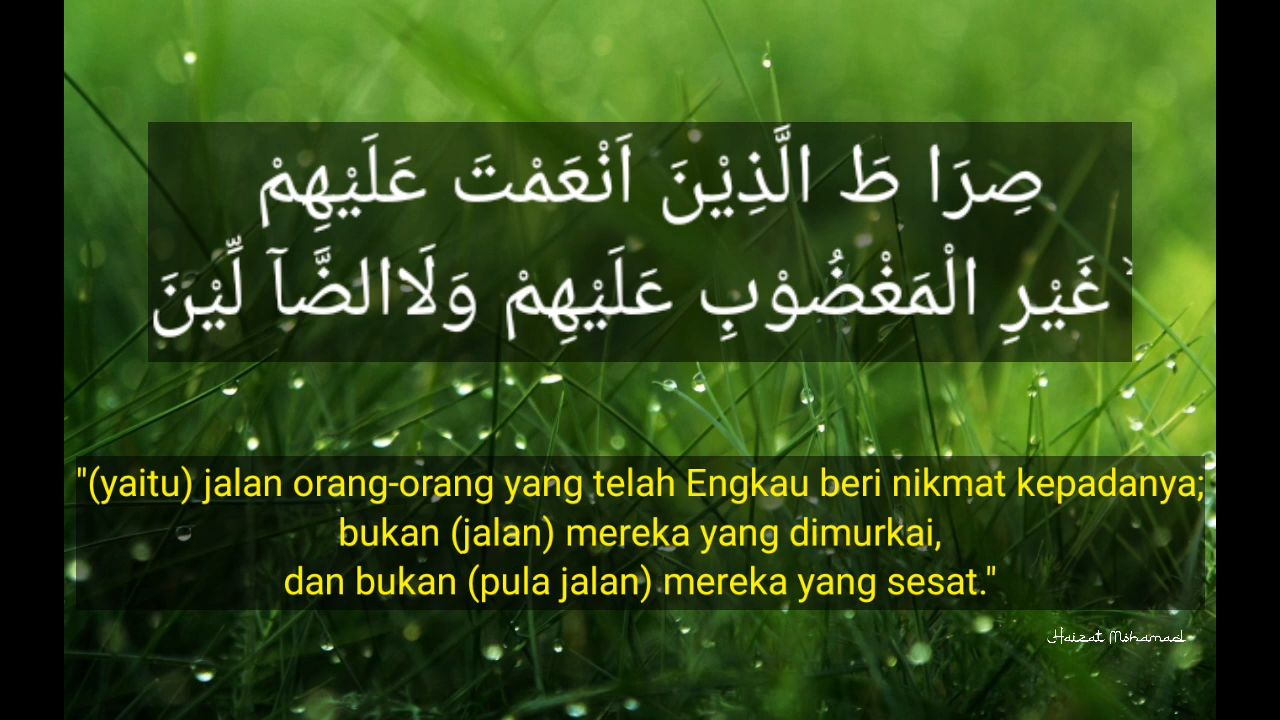 صِرَا طَ الَّذِيْنَ اَنْعَمْتَ عَلَيْهِمْ
غَيْرِ الْمَغْضُوْبِ عَلَيْهِمْ وَلَاالضَّآ لِّيْنَ
"(yaitu) jalan orang-orang yang telah Engkau beri nikmat kepadanya;
bukan (jalan) mereka yang dimurkai,
dan bukan (pula jalan) mereka yang sesat."
Haizat Mohamad